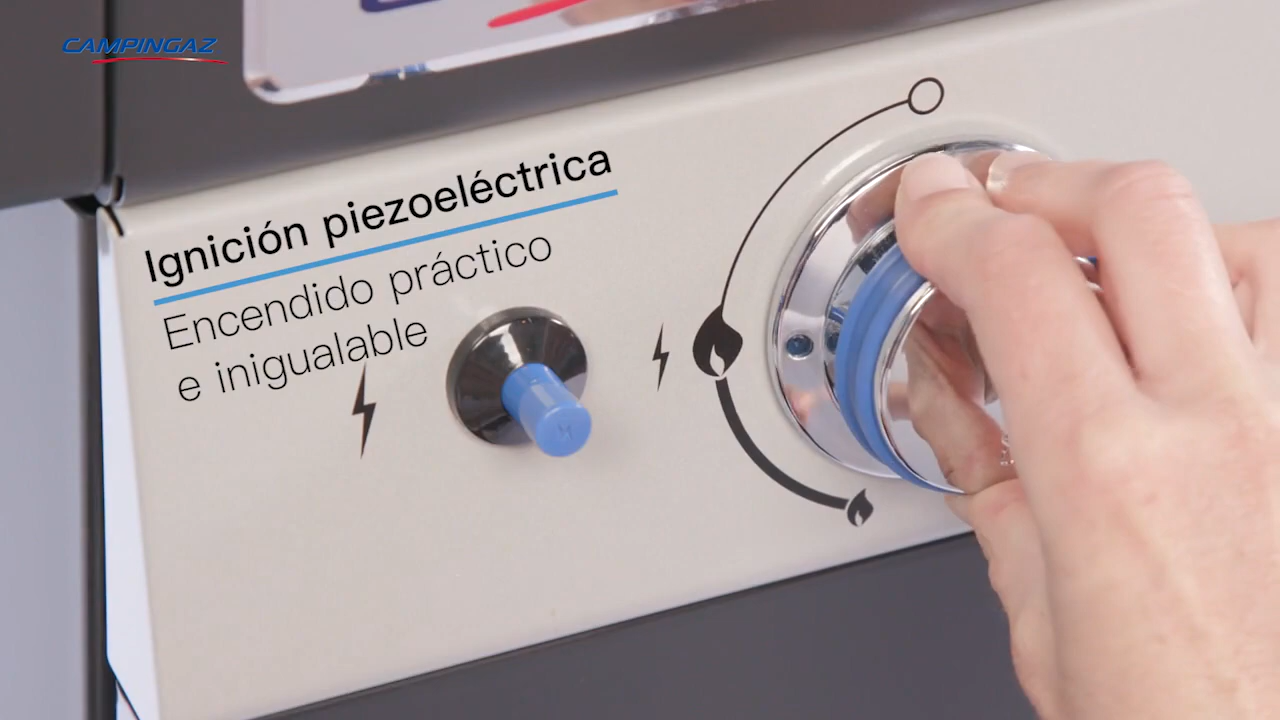 CAMPINGAZ
Ignición piezoeléctrica
Encendido práctico
e inigualable